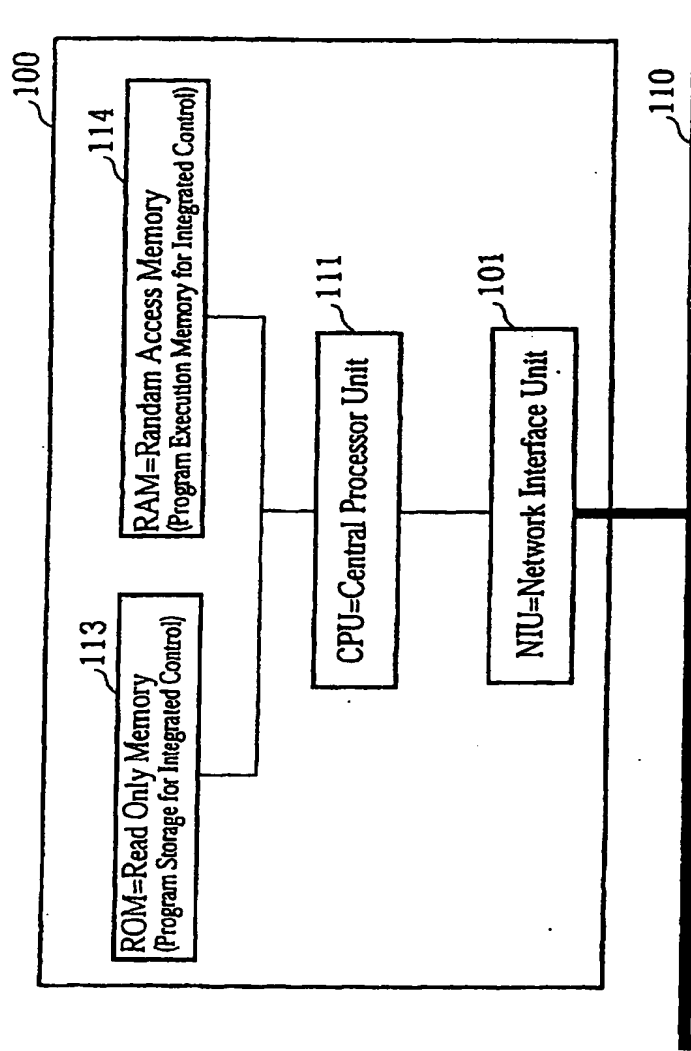 100
113
ROM=Read Only Memory
(Program Storage for Integrated Control)
114
RAM=Randam Access Memory
(Program Execution Memory for Integrated Control)
111
CPU=Central Processor Unit
101
NIU=Network Interface Unit
110